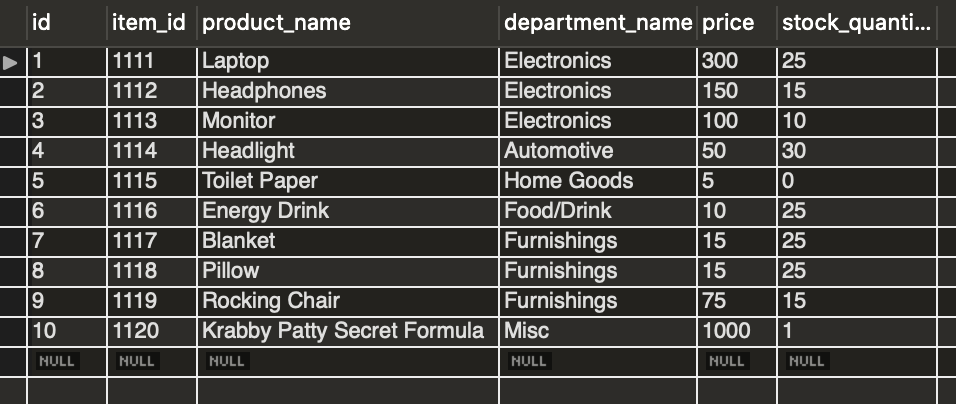 id item_id product_name department_name price stock_quanti...
1 1111 Laptop Electronics 300 25
2 1112 Headphones Electronics 150 15
3 1113 Monitor Electronics 100 10
4 1114 Headlight Automotive 50 30
5 1115 Toilet Paper Home Goods 5 0
6 1116 Energy Drink Food/Drink 10 25
7 1117 Blanket Furnishings 15 25
8 1118 Pillow Furnishings 15 25
9 1119 Rocking Chair Furnishings 75 15
10 1120 Krabby Patty Secret Formula Misc 1000 1
NULL NULL NULL NULL NULL NULL